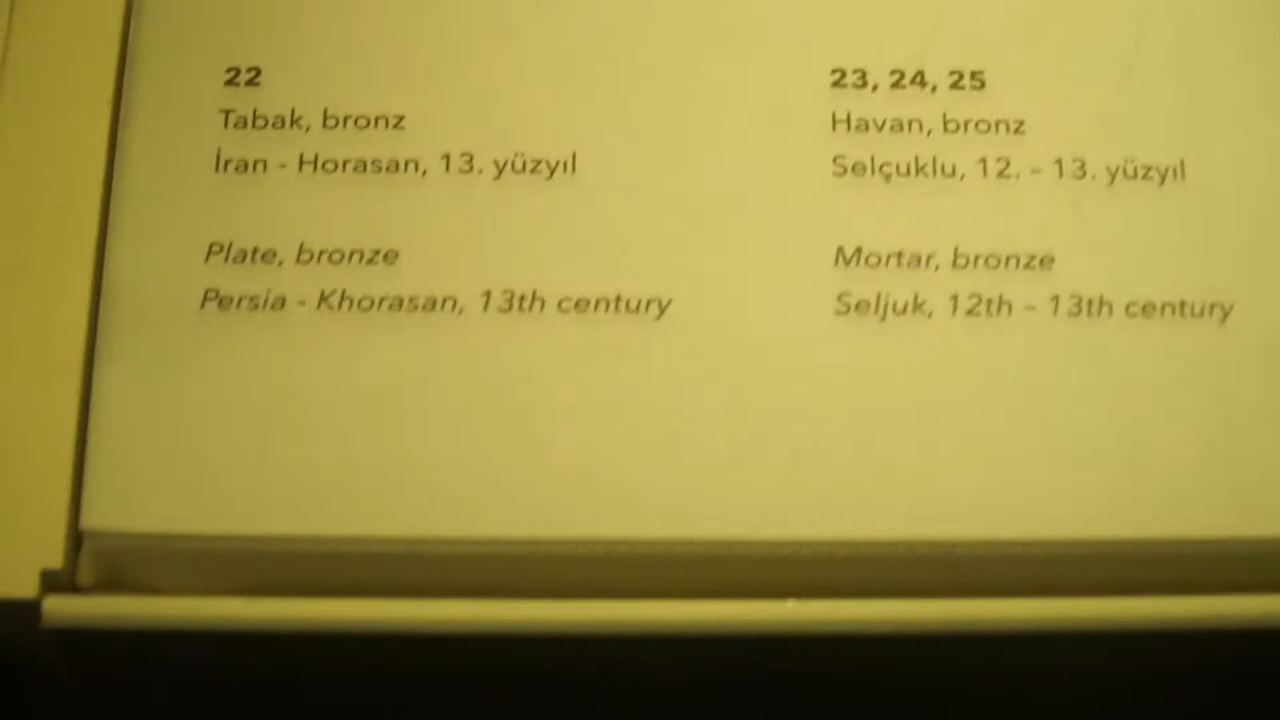 22
Tabak, bronz
İran - Horasan, 13. yüzyıl
Plate, bronze
Persia - Khorasan, 13th century
23, 24, 25
Havan, bronz
Selçuklu, 12. - 13. yüzyıl
Mortar, bronze
Seljuk, 12th - 13th century